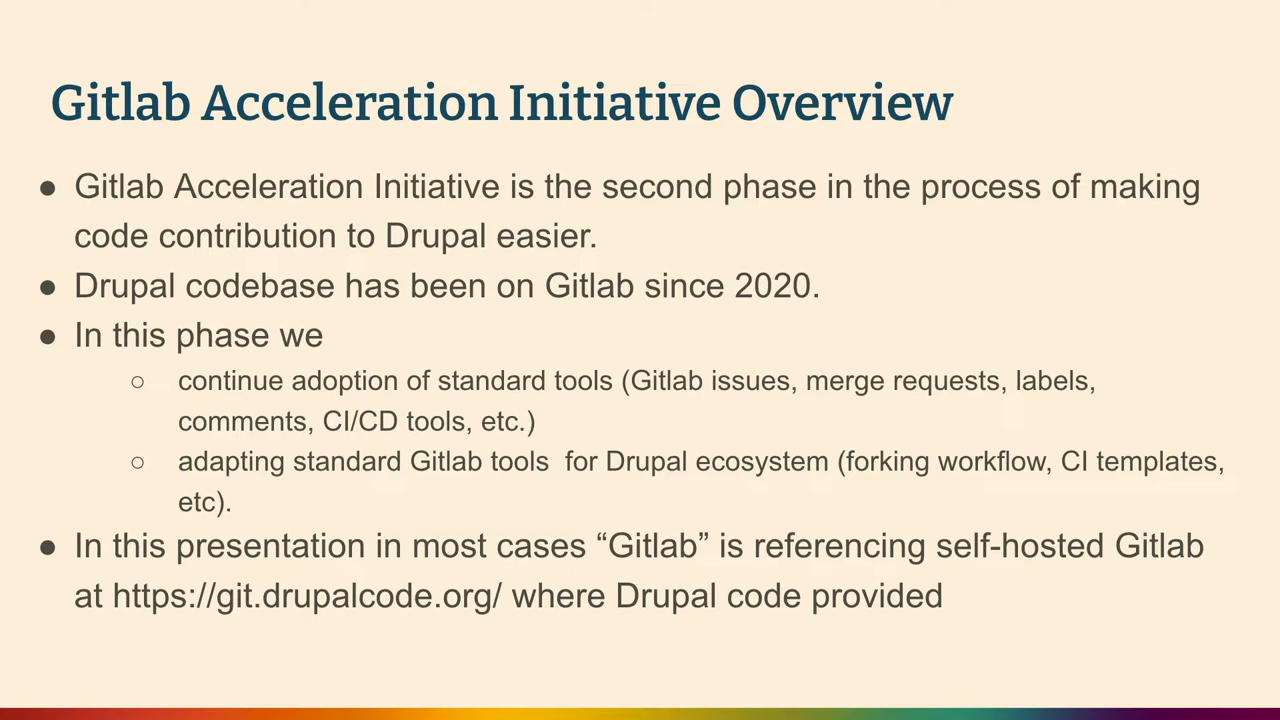 Gitlab Acceleration Initiative Overview
● Gitlab Acceleration Initiative is the second phase in the process of making
code contribution to Drupal easier.
● Drupal codebase has been on Gitlab since 2020.
● In this phase we
○ continue adoption of standard tools (Gitlab issues, merge requests, labels,
comments, CI/CD tools, etc.)
○ adapting standard Gitlab tools  for Drupal ecosystem (forking workflow, CI templates,
etc).
● In this presentation in most cases “Gitlab” is referencing self-hosted Gitlab
at https://git.drupalcode.org/ where Drupal code provided